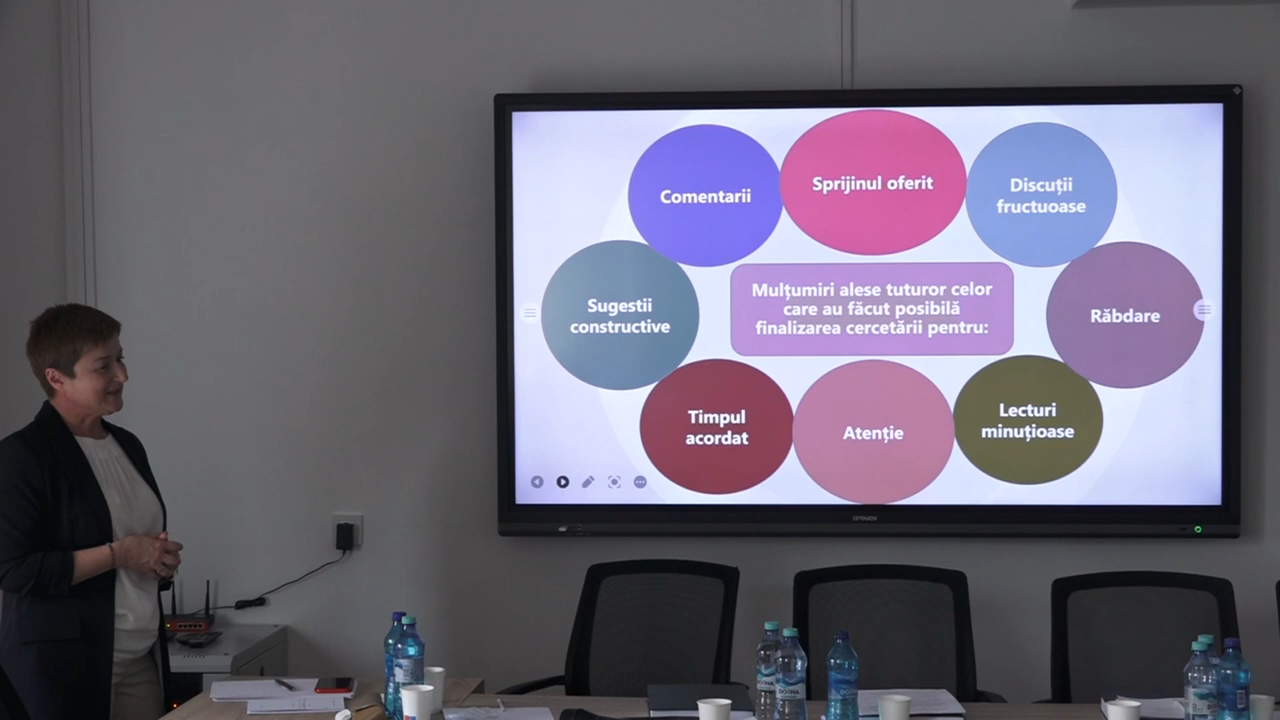 Comentarii
Sprijinul oferit
Discuții
fructuoase
Sugestii
constructive
Mulțumiri alese tuturor celor
care au făcut posibilă
finalizarea cercetării pentru:
Răbdare
Timpul
acordat
Atenție
Lecturi
minuțioase
DORNA